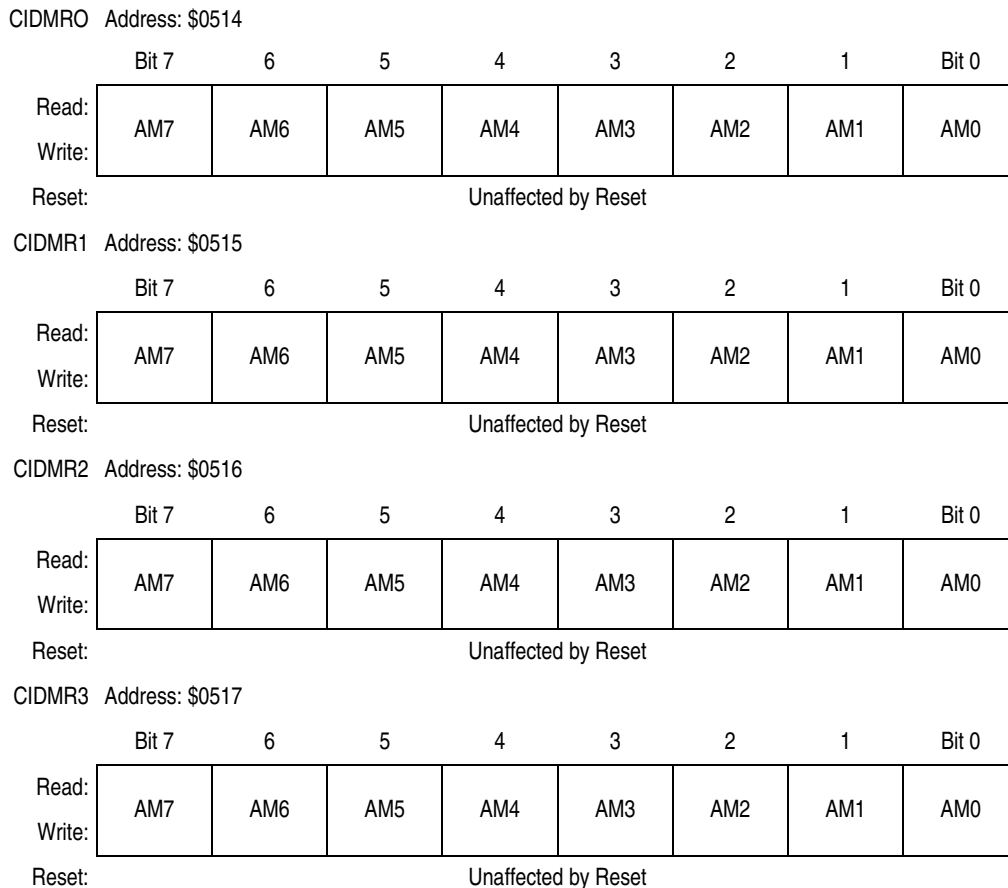 CIDMRO Address: $0514
Bit 7 6 5 4 3 2 1 Bit 0
Read:
AM7 AM6 AM5 AM4 AM3 AM2 AM1 AM0
Write:
Reset: Unaffected by Reset
CIDMR1 Address: $0515
Bit 7 6 5 4 3 2 1 Bit 0
Read:
AM7 AM6 AM5 AM4 AM3 AM2 AM1 AM0
Write:
Reset: Unaffected by Reset
CIDMR2 Address: $0516
Bit 7 6 5 4 3 2 1 Bit 0
Read:
AM7 AM6 AM5 AM4 AM3 AM2 AM1 AM0
Write:
Reset: Unaffected by Reset
CIDMR3 Address: $0517
Bit 7 6 5 4 3 2 1 Bit 0
Read:
AM7 AM6 AM5 AM4 AM3 AM2 AM1 AM0
Write:
Reset: Unaffected by Reset